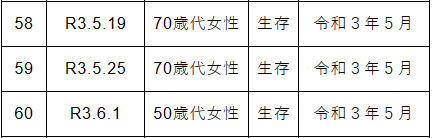 58 R3.5.19 70歳代女性 生存 令和３年５月
59 R3.5.25 70歳代女性 生存 令和３年５月
60 R3.6.1 50歳代女性 生存 令和３年５月